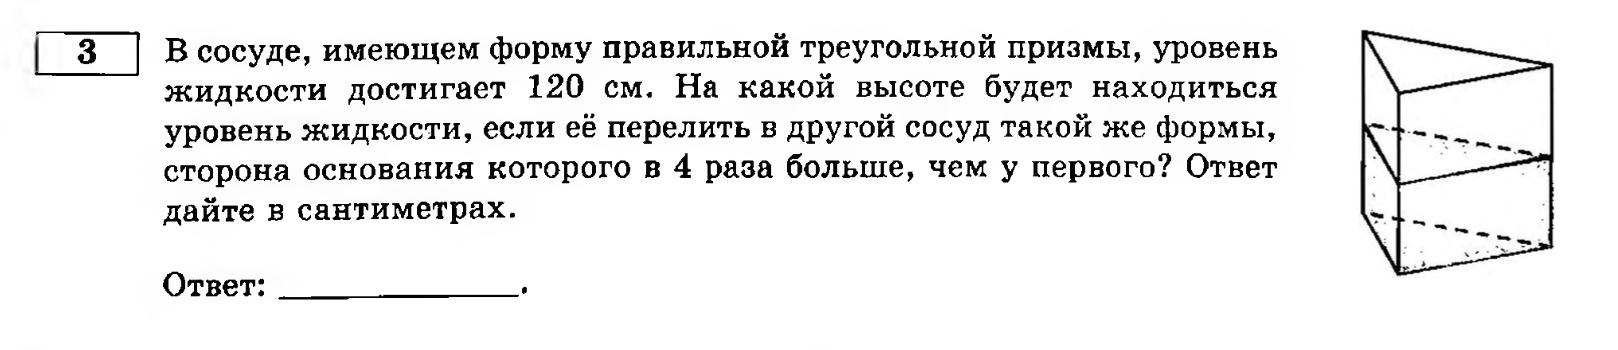 3
В сосуде, имеющем форму правильной треугольной призмы, уровень
жидкости достигает 120 см. На какой высоте будет находиться
уровень жидкости, если её перелить в другой сосуд такой же формы,
сторона основания которого в 4 раза больше, чем у первого? Ответ
дайте в сантиметрах.
Ответ: ____________.